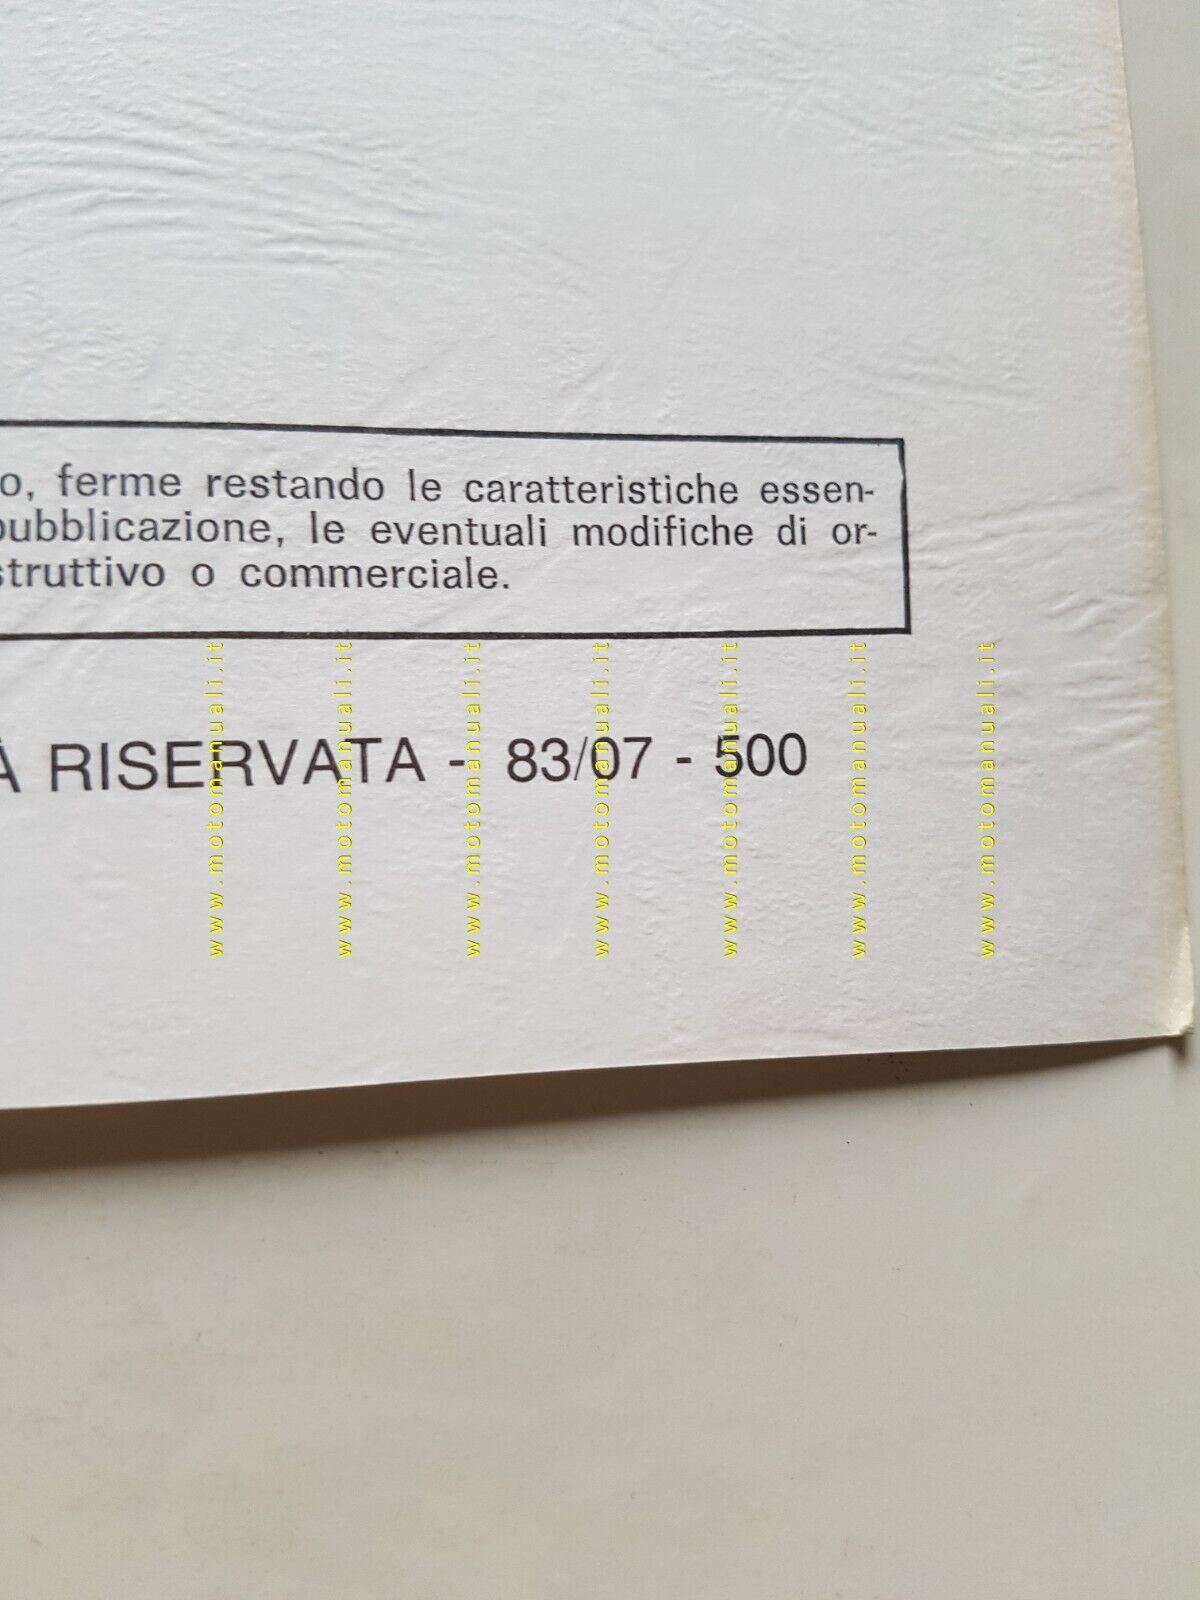 o, ferme restando le caratteristiche essen-
pubblicazione, le eventuali modifiche di or-
struttivo o commerciale.
À RISERVATA - 83/07 - 500
www.motomanuali.it
www.motomanuali.it
www.motomanuali.it
www.motomanuali.it
www.motomanuali.it
www.motomanuali.it
www.motomanuali.it